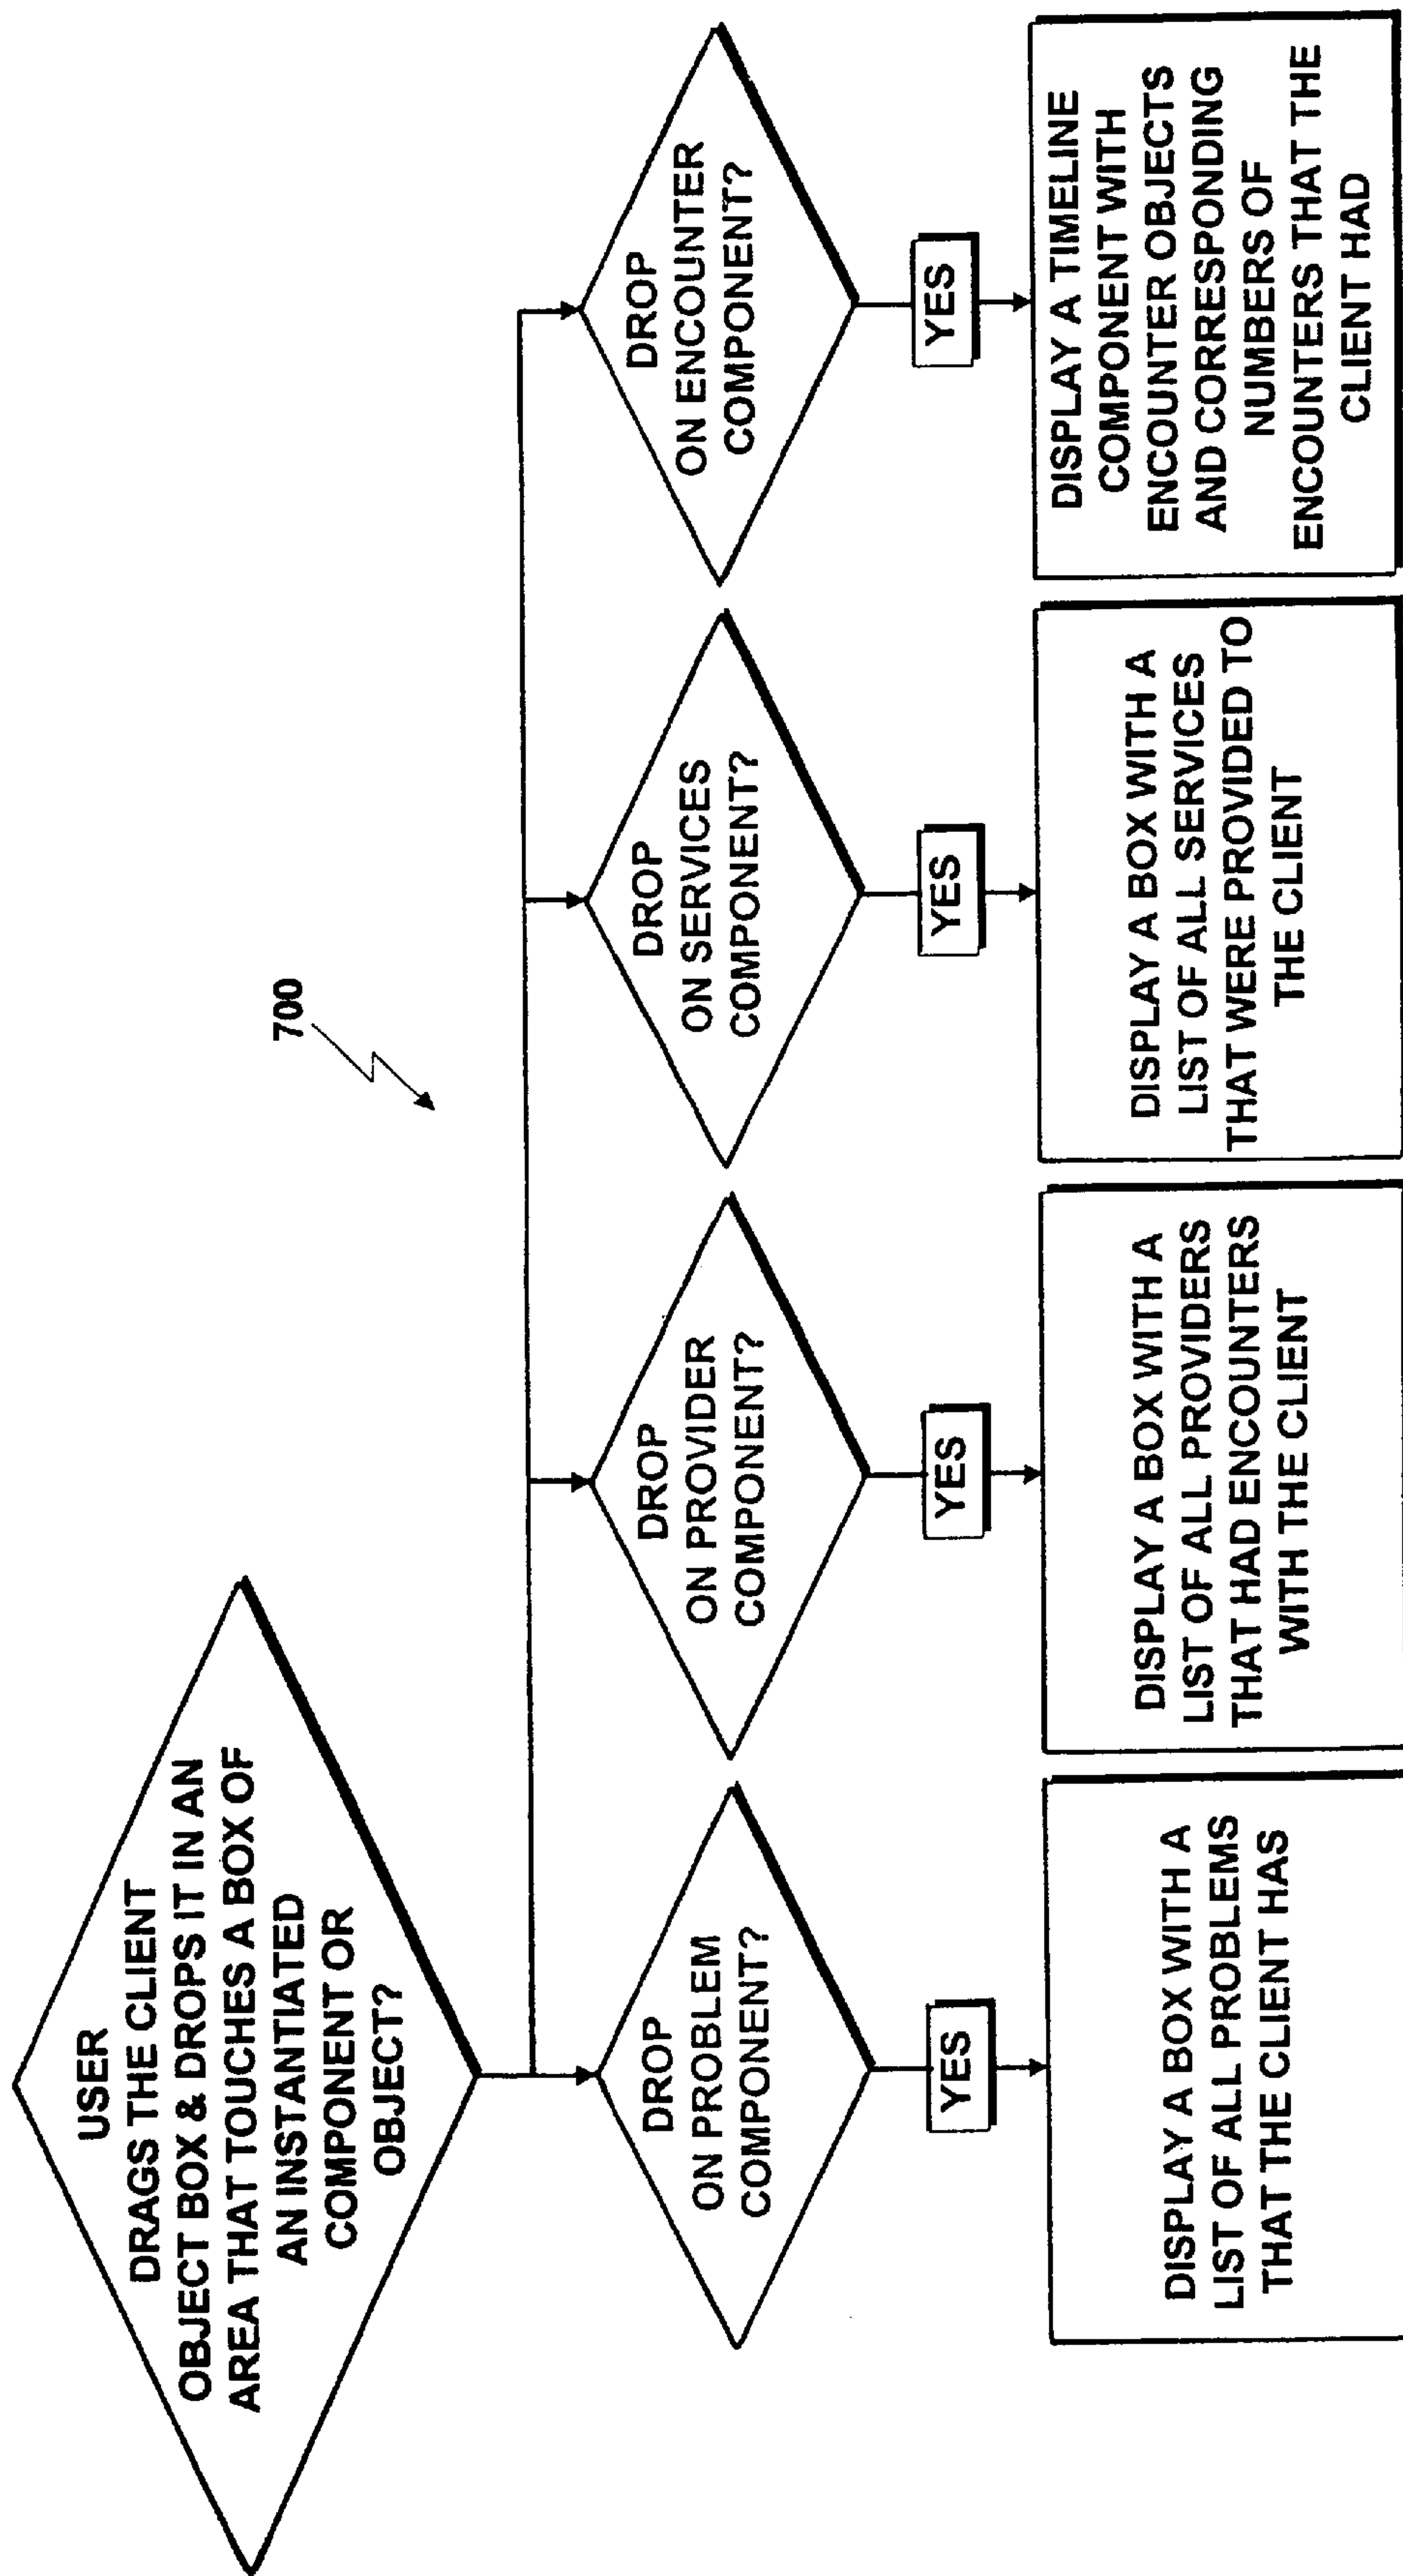 700
USER
DRAGS THE CLIENT
OBJECT BOX & DROPS IT IN AN
AREA THAT TOUCHES A BOX OF
AN INSTANTIATED
COMPONENT OR
OBJECT?
DROP
ON PROBLEM
COMPONENT?
YES
DISPLAY A BOX WITH A
LIST OF ALL PROBLEMS
THAT THE CLIENT HAS
DROP
ON PROVIDER
COMPONENT?
YES
DISPLAY A BOX WITH A
LIST OF ALL PROVIDERS
THAT HAD ENCOUNTERS
WITH THE CLIENT
DROP
ON SERVICES
COMPONENT?
YES
DISPLAY A BOX WITH A
LIST OF ALL SERVICES
THAT WERE PROVIDED TO
THE CLIENT
DROP
ON ENCOUNTER
COMPONENT?
YES
DISPLAY A TIMELINE
COMPONENT WITH
ENCOUNTER OBJECTS
AND CORRESPONDING
NUMBERS OF
ENCOUNTERS THAT THE
CLIENT HAD